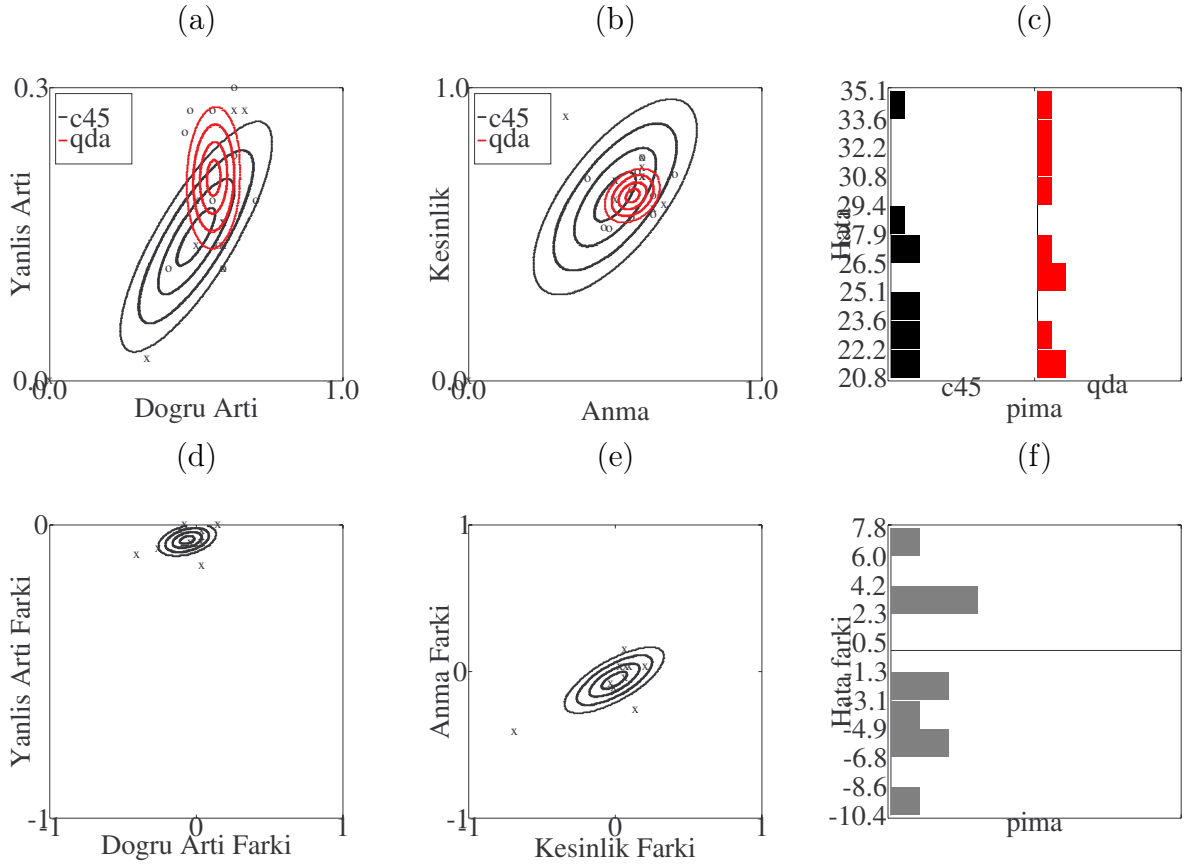 (a)
0.3
c45
qda
Yanlis Arti
0.0
0.0
1.0
Dogru Arti
(b)
1.0
c45
qda
Kesinlik
0.0
0.0
1.0
Anma
(c)
35.1
33.6
32.2
30.8
29.4
27.9
26.5
25.1
23.6
22.2
20.8
Hata
c45
qda
pima
(d)
0
Yanlis Arti Farki
-1
-1
0
1
Dogru Arti Farki
(e)
1
0
Anma Farki
-1
-1
0
1
Kesinlik Farki
(f)
7.8
6.0
4.2
2.3
0.5
-1.3
-3.1
-4.9
-6.8
-8.6
-10.4
Hata farki
pima